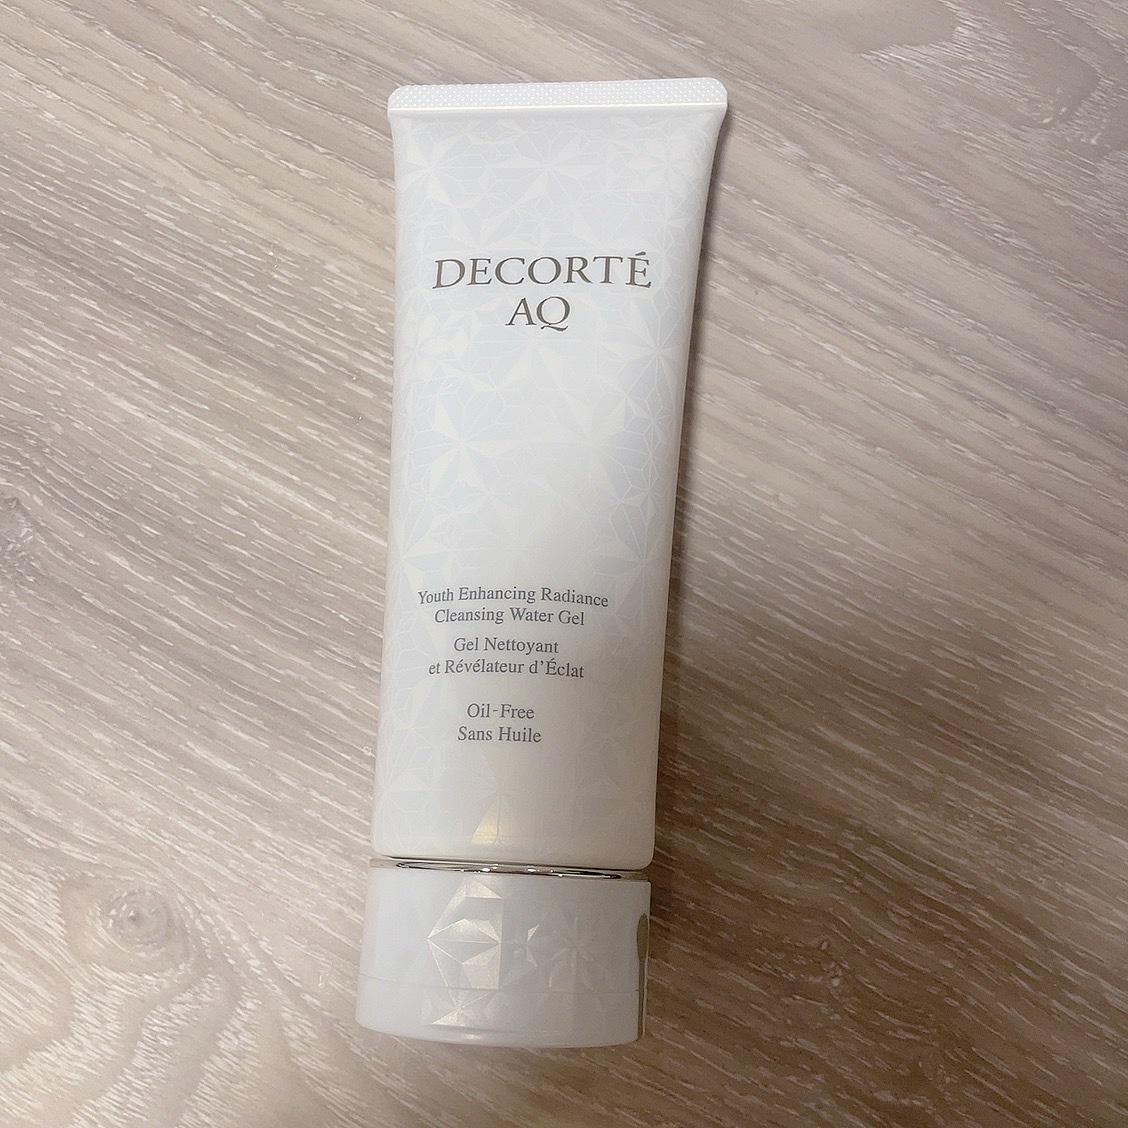 DECORTÉ
AQ
Youth Enhancing Radiance
Cleansing Water Gel
Gel Nettoyant
et Révélateur d'Éclat
Oil-Free
Sans Huile